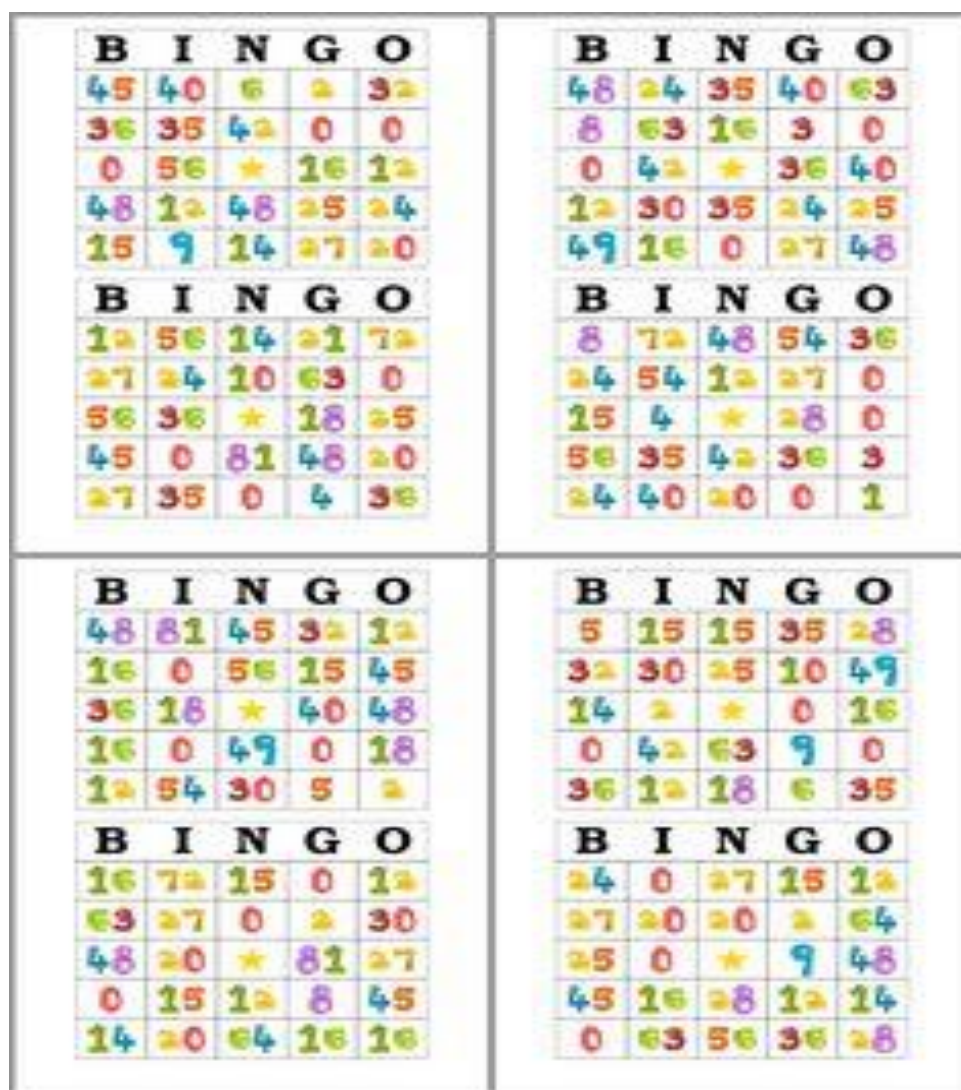 B I N G O
45 40 6 2 32
36 35 42 0 0
0 56 16 12
48 12 48 25 24
15 9 14 27 20
B I N G O
12 56 14 21 72
27 24 10 63 0
56 36 18 25
45 0 81 48 20
27 35 0 4 36
B I N G O
48 24 35 40 63
8 63 16 3 0
0 42 36 40
12 30 35 24 25
49 16 0 27 48
B I N G O
8 72 48 54 36
24 54 12 27 0
15 4 28 0
56 35 42 36 3
24 40 20 0 1
B I N G O
48 81 45 32 12
16 0 56 15 45
36 18 40 48
16 0 49 0 18
12 54 30 5 2
B I N G O
16 72 15 0 12
63 27 0 2 30
48 20 81 27
0 15 12 8 45
14 20 64 16 16
B I N G O
5 15 15 35 28
32 30 25 10 49
14 2 0 16
0 42 63 9 0
36 12 18 6 35
B I N G O
24 0 27 15 12
27 20 20 2 64
25 0 9 48
45 16 28 12 14
0 63 56 36 28